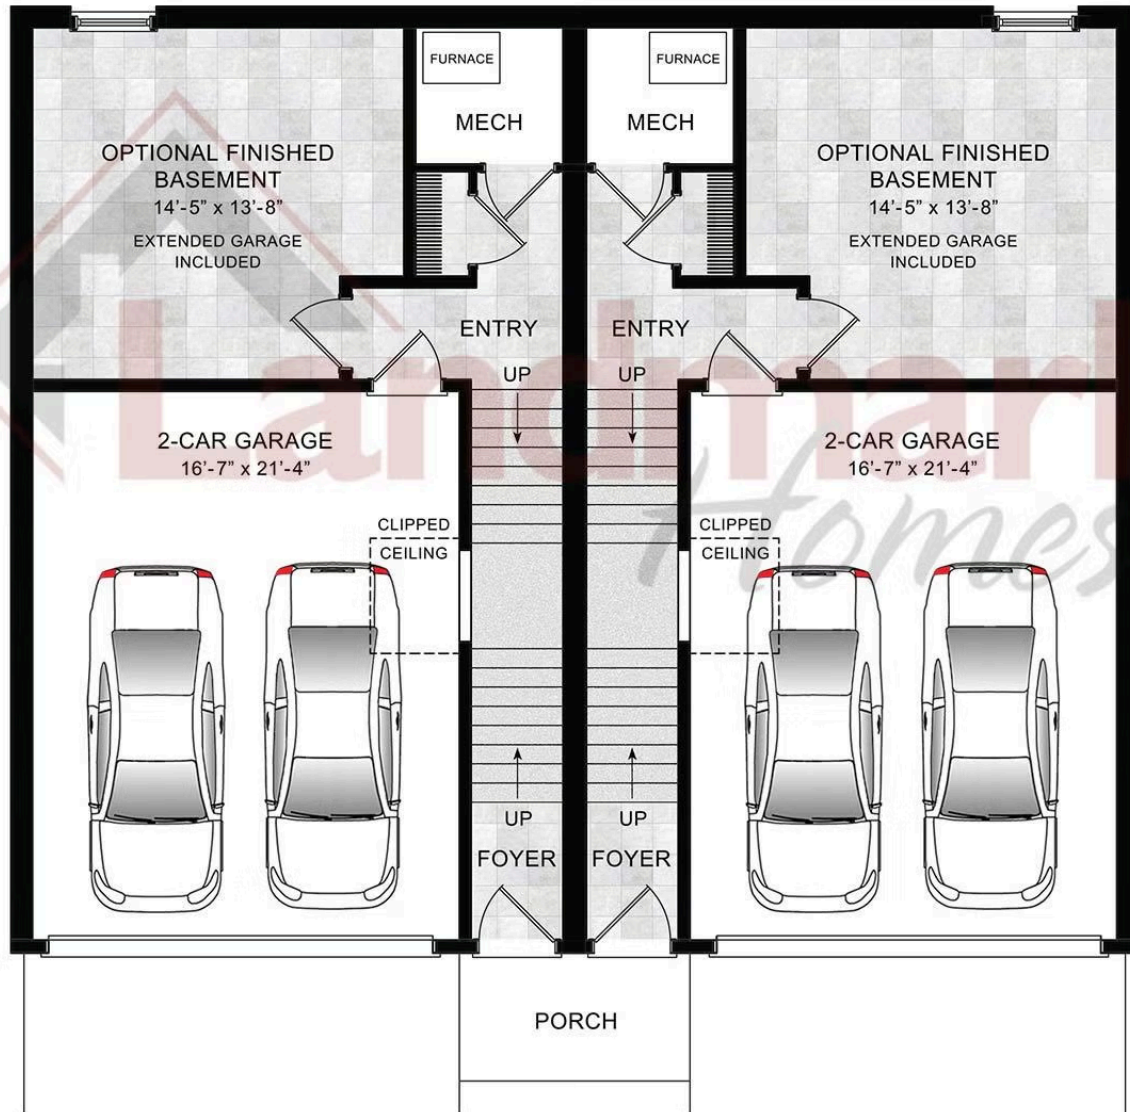 FURNACE
FURNACE
MECH
MECH
OPTIONAL FINISHED
BASEMENT
14'-5” x 13'-8”
EXTENDED GARAGE
INCLUDED
OPTIONAL FINISHED
BASEMENT
14'-5” x 13'-8”
EXTENDED GARAGE
INCLUDED
ENTRY
ENTRY
UP
UP
Landmark
Homes
2-CAR GARAGE
16'-7” x 21'-4”
2-CAR GARAGE
16'-7” x 21'-4”
CLIPPED
CEILING
CLIPPED
CEILING
UP
UP
FOYER
FOYER
PORCH